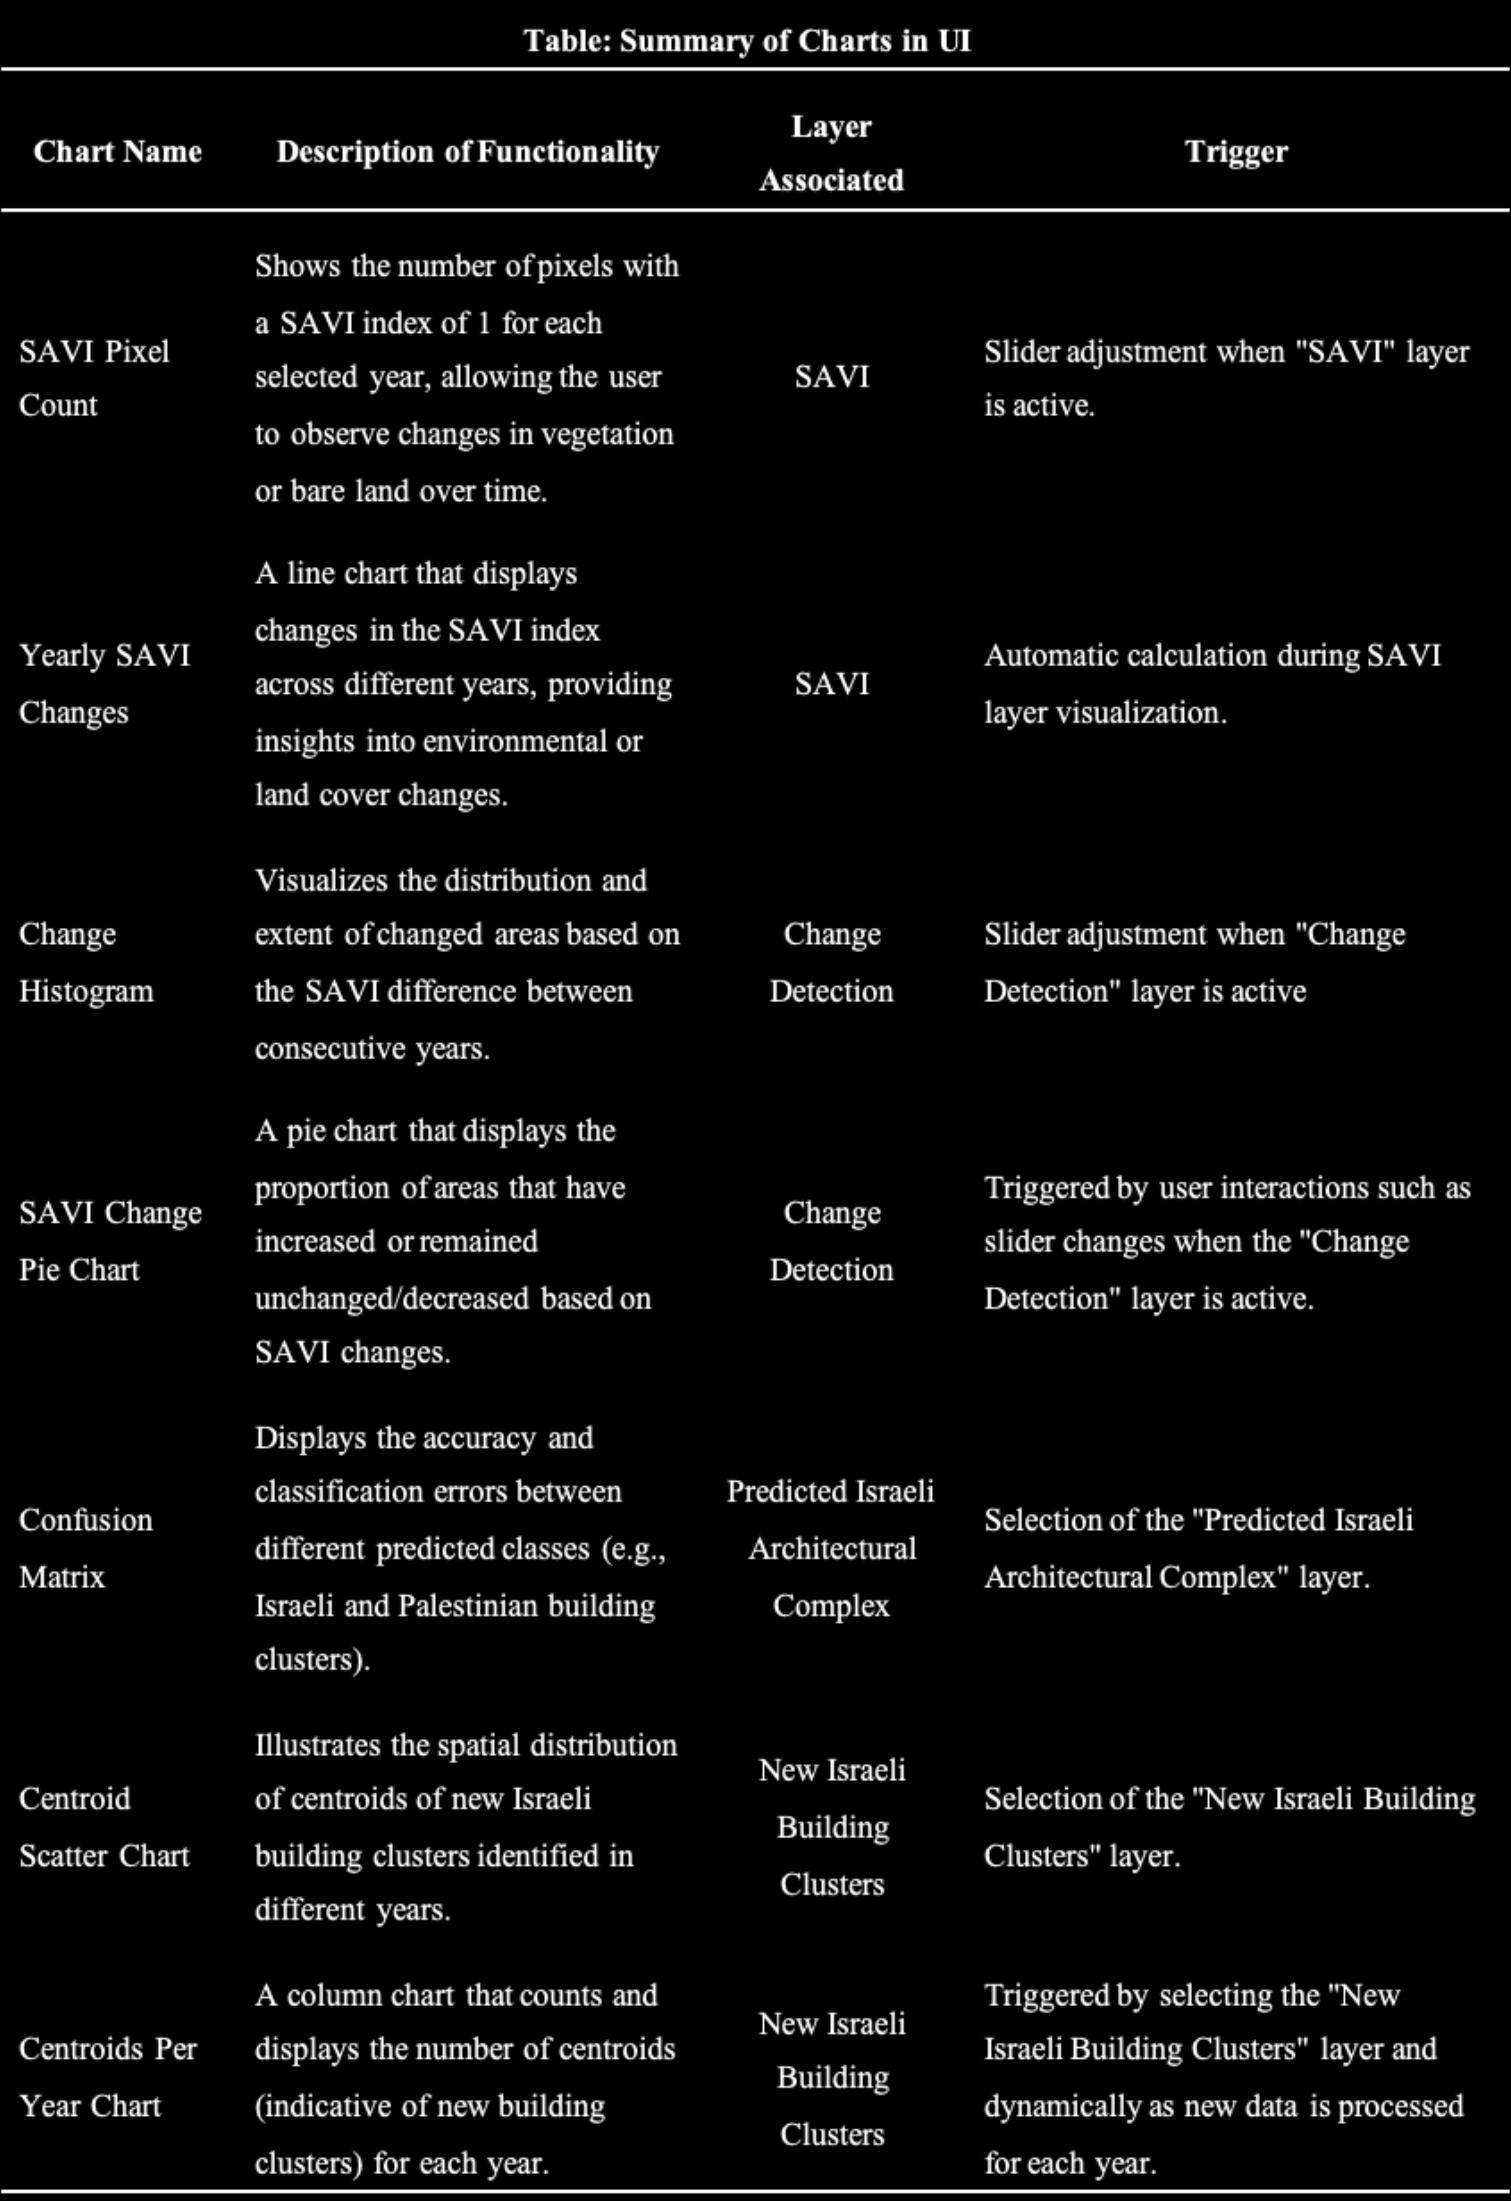 Table: Summary of Charts in UI
Chart Name
Description of Functionality
Layer
Associated
Trigger
SAVI Pixel
Count
Shows the number of pixels with
a SAVI index of 1 for each
selected year, allowing the user
to observe changes in vegetation
or bare land over time.
SAVI
Slider adjustment when "SAVI" layer
is active.
Yearly SAVI
Changes
A line chart that displays
changes in the SAVI index
across different years, providing
insights into environmental or
land cover changes.
SAVI
Automatic calculation during SAVI
layer visualization.
Change
Histogram
Visualizes the distribution and
extent of changed areas based on
the SAVI difference between
consecutive years.
Change
Detection
Slider adjustment when "Change
Detection" layer is active
SAVI Change
Pie Chart
A pie chart that displays the
proportion of areas that have
increased or remained
unchanged/decreased based on
SAVI changes.
Change
Detection
Triggered by user interactions such as
slider changes when the "Change
Detection" layer is active.
Confusion
Matrix
Displays the accuracy and
classification errors between
different predicted classes (e.g.,
Israeli and Palestinian building
clusters).
Predicted Israeli
Architectural
Complex
Selection of the "Predicted Israeli
Architectural Complex" layer.
Centroid
Scatter Chart
Illustrates the spatial distribution
of centroids of new Israeli
building clusters identified in
different years.
New Israeli
Building
Clusters
Selection of the "New Israeli Building
Clusters" layer.
Centroids Per
Year Chart
A column chart that counts and
displays the number of centroids
(indicative of new building
clusters) for each year.
New Israeli
Building
Clusters
Triggered by selecting the "New
Israeli Building Clusters" layer and
dynamically as new data is processed
for each year.